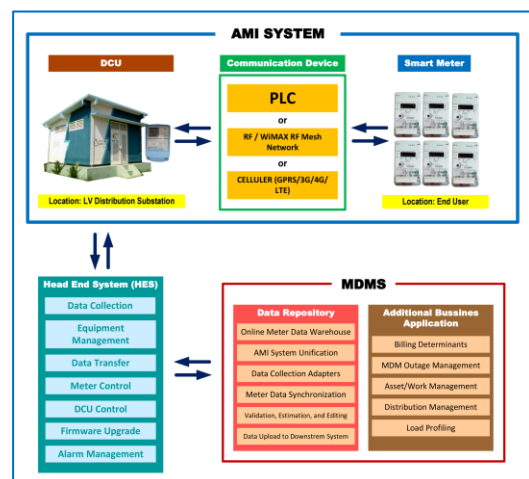 AMI SYSTEM
DCU
Communication Device
Smart Meter
PLC
or
RF / WiMAX RF Mesh
Network
or
CELLULER (GPRS/3G/4G/
LTE)
Location: LV Distribution Substation
Location: End User
Head End System (HES)
Data Collection
Equipment
Management
Data Transfer
Meter Control
DCU Control
Firmware Upgrade
Alarm Management
MDMS
Data Repository
Online Meter Data Warehouse
AMI System Unification
Data Collection Adapters
Meter Data Synchronization
Validation, Estimation, and Editing
Data Upload to Downstrem System
Additional Bussines
Application
Billing Determinants
MDM Outage Management
Asset/Work Management
Distribution Management
Load Profiling